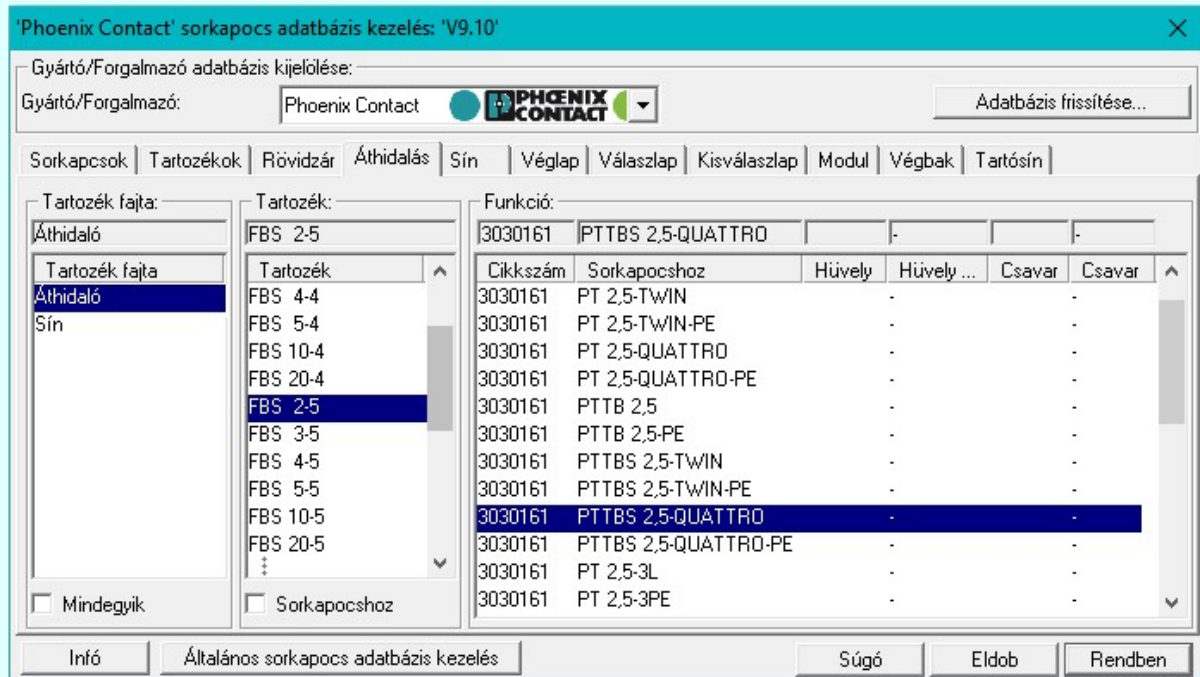 'Phoenix Contact' sorkapocs adatbázis kezelés: 'V9.10'
Gyártó/Forgalmazó adatbázis kijelölése:
Gyártó/Forgalmazó: Phoenix Contact PHŒNIX CONTACT Adatbázis frissítése...
Sorkapcsok Tartozékok Rövidzár Áthidalás Sín Véglap Válaszlap Kisválaszlap Modul Végbak Tartósín
Tartozék fajta: Tartozék: Funkció:
Áthidaló FBS 2-5 3030161 PTTBS 2,5-QUATTRO - -
Tartozék fajta Tartozék Cikkszám Sorkapocshoz Hüvely Hüvely ... Csavar Csavar
Áthidaló FBS 4-4 3030161 PT 2,5-TWIN - -
Sín FBS 5-4 3030161 PT 2,5-TWIN-PE - -
FBS 10-4 3030161 PT 2,5-QUATTRO - -
FBS 20-4 3030161 PT 2,5-QUATTRO-PE - -
FBS 2-5 3030161 PTTB 2,5 - -
FBS 3-5 3030161 PTTB 2,5-PE - -
FBS 4-5 3030161 PTTBS 2,5-TWIN - -
FBS 5-5 3030161 PTTBS 2,5-TWIN-PE - -
FBS 10-5 3030161 PTTBS 2,5-QUATTRO - -
FBS 20-5 3030161 PTTBS 2,5-QUATTRO-PE - -
3030161 PT 2,5-3L - -
Mindegyik Sorkapocshoz 3030161 PT 2,5-3PE - -
Infó Általános sorkapocs adatbázis kezelés Súgó Eldob Rendben